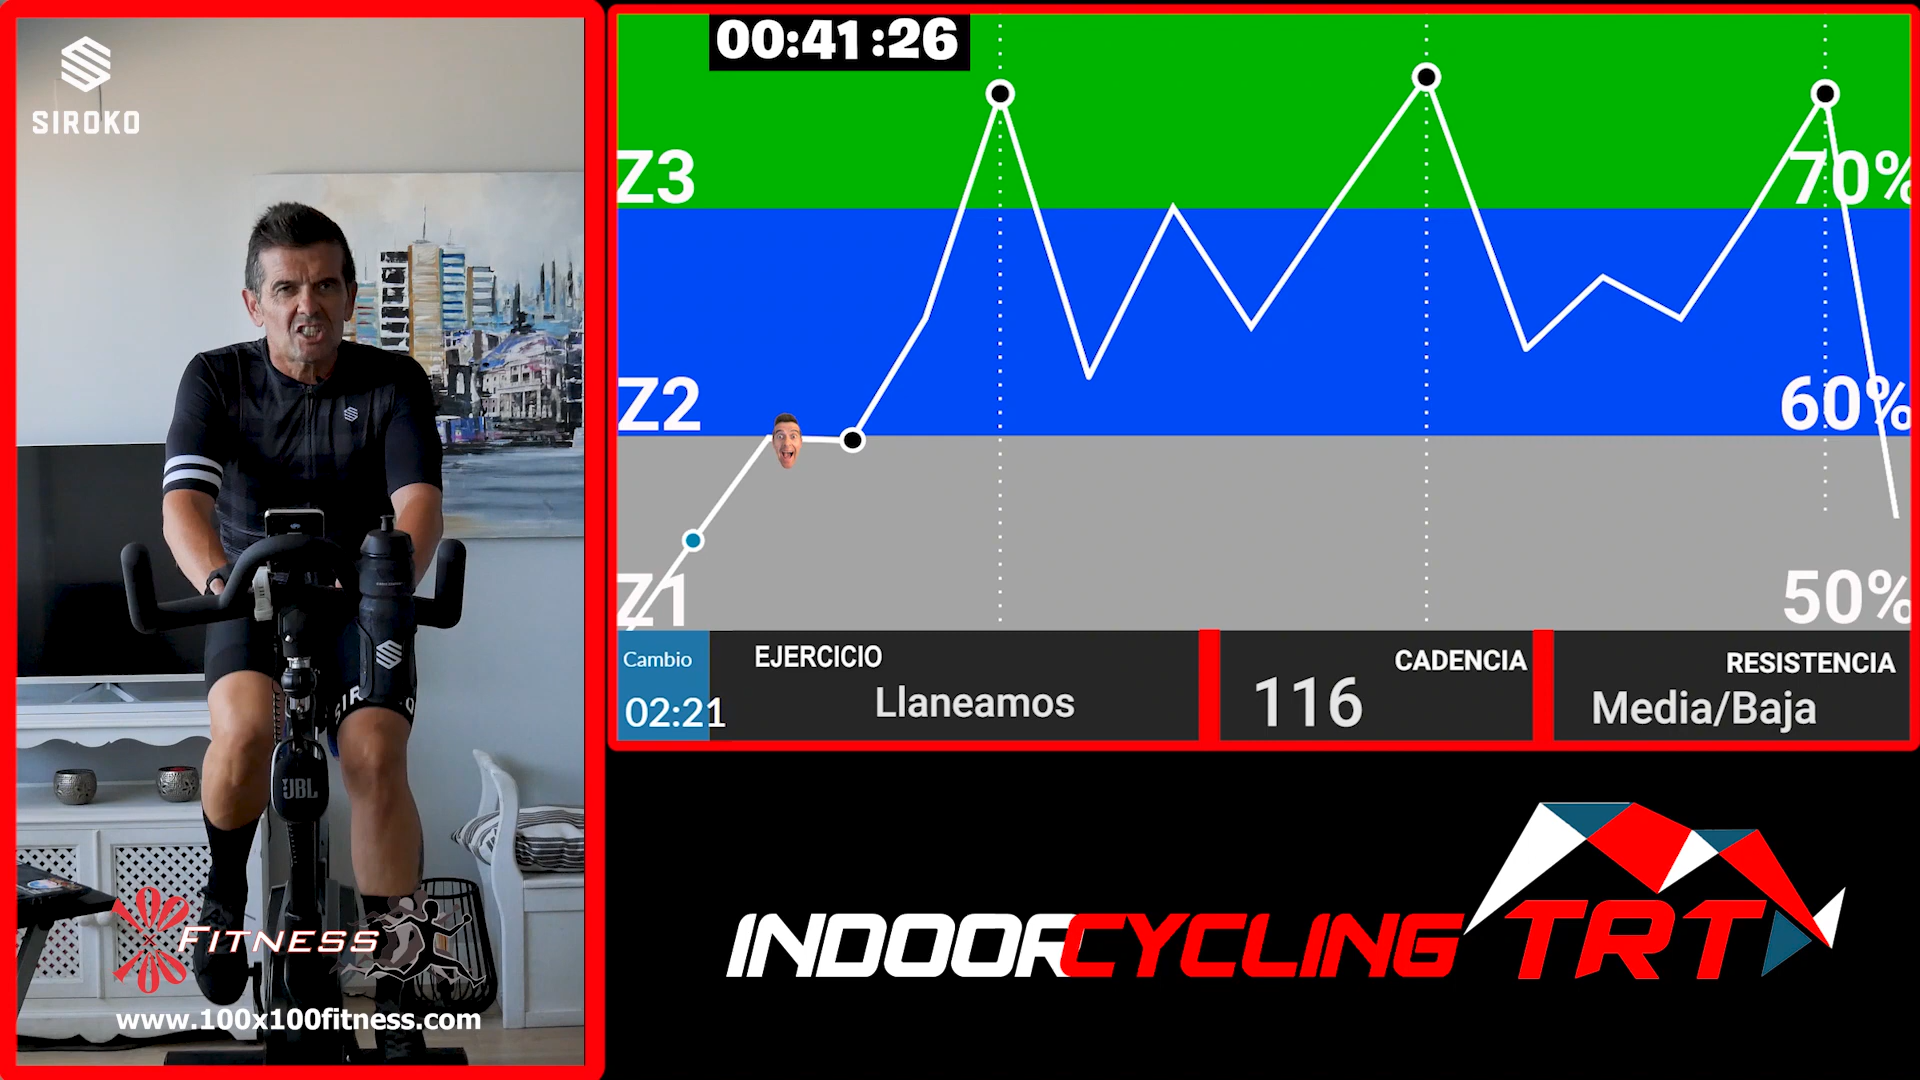 SIROKO
00:41:26
Z3
70%
Z2
60%
Z1
50%
Cambio
02:21
EJERCICIO
Llaneamos
CADENCIA
116
RESISTENCIA
Media/Baja
JBL
FITNESS
www.100x100fitness.com
INDOORCYCLING TRT